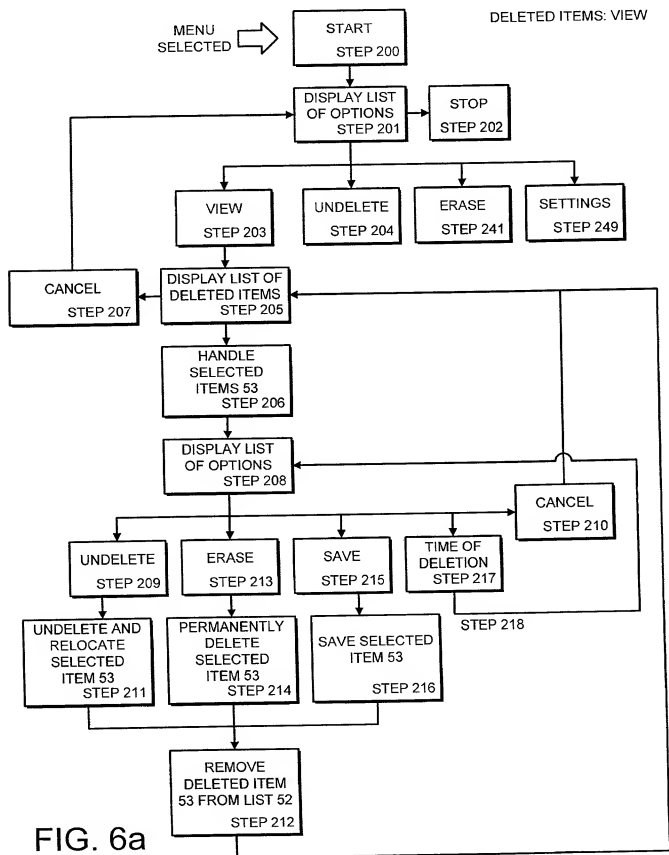 DELETED ITEMS: VIEW
MENU
SELECTED
START
STEP 200
DISPLAY LIST
OF OPTIONS
STEP 201
STOP
STEP 202
VIEW
STEP 203
UNDELETE
STEP 204
ERASE
STEP 241
SETTINGS
STEP 249
CANCEL
STEP 207
DISPLAY LIST OF
DELETED ITEMS
STEP 205
HANDLE
SELECTED
ITEMS 53
STEP 206
DISPLAY LIST
OF OPTIONS
STEP 208
CANCEL
STEP 210
UNDELETE
STEP 209
ERASE
STEP 213
SAVE
STEP 215
TIME OF
DELETION
STEP 217
STEP 218
UNDELETE AND
RELOCATE
SELECTED
ITEM 53
STEP 211
PERMANENTLY
DELETE
SELECTED
ITEM 53
STEP 214
SAVE SELECTED
ITEM 53
STEP 216
REMOVE
DELETED ITEM
53 FROM LIST 52
STEP 212
FIG. 6a